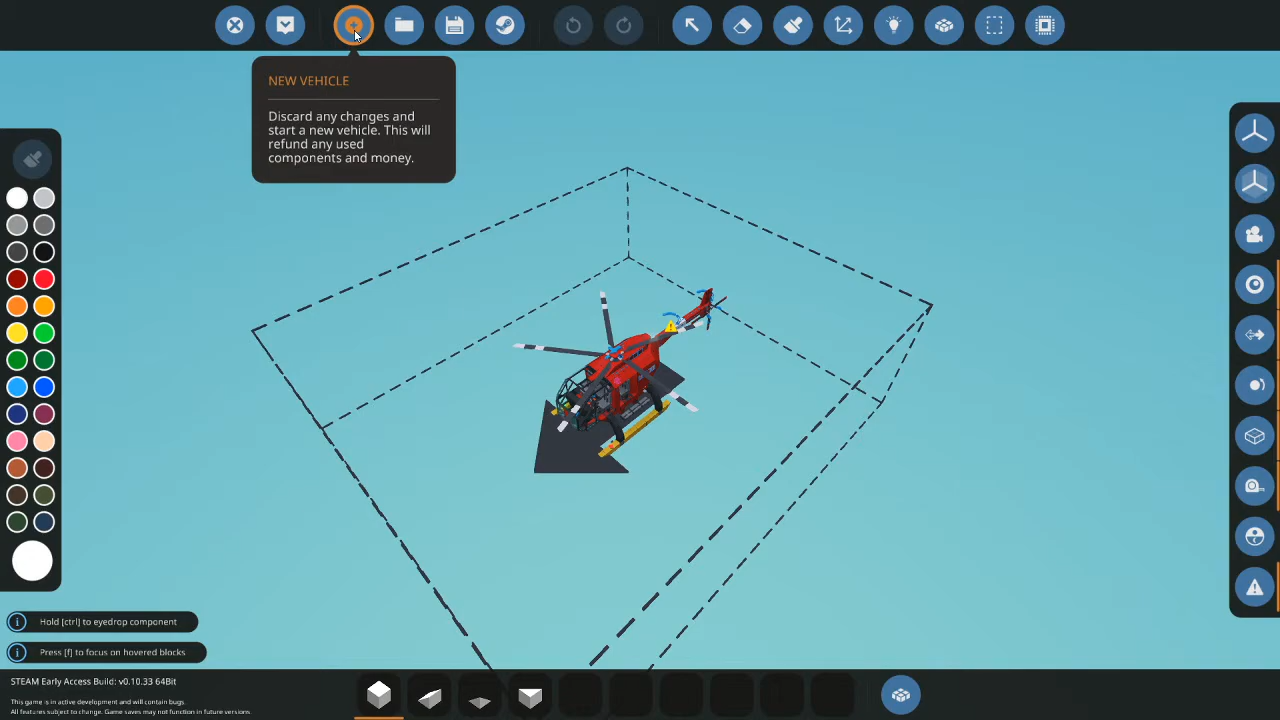 NEW VEHICLE
Discard any changes and
start a new vehicle. This will
refund any used
components and money.
Hold [ctrl] to eyedrop component
Press [f] to focus on hovered blocks
STEAM Early Access Build: v0.10.33 64Bit
This game is in active development and will contain bugs.
All features subject to change. Game saves may not function in future versions